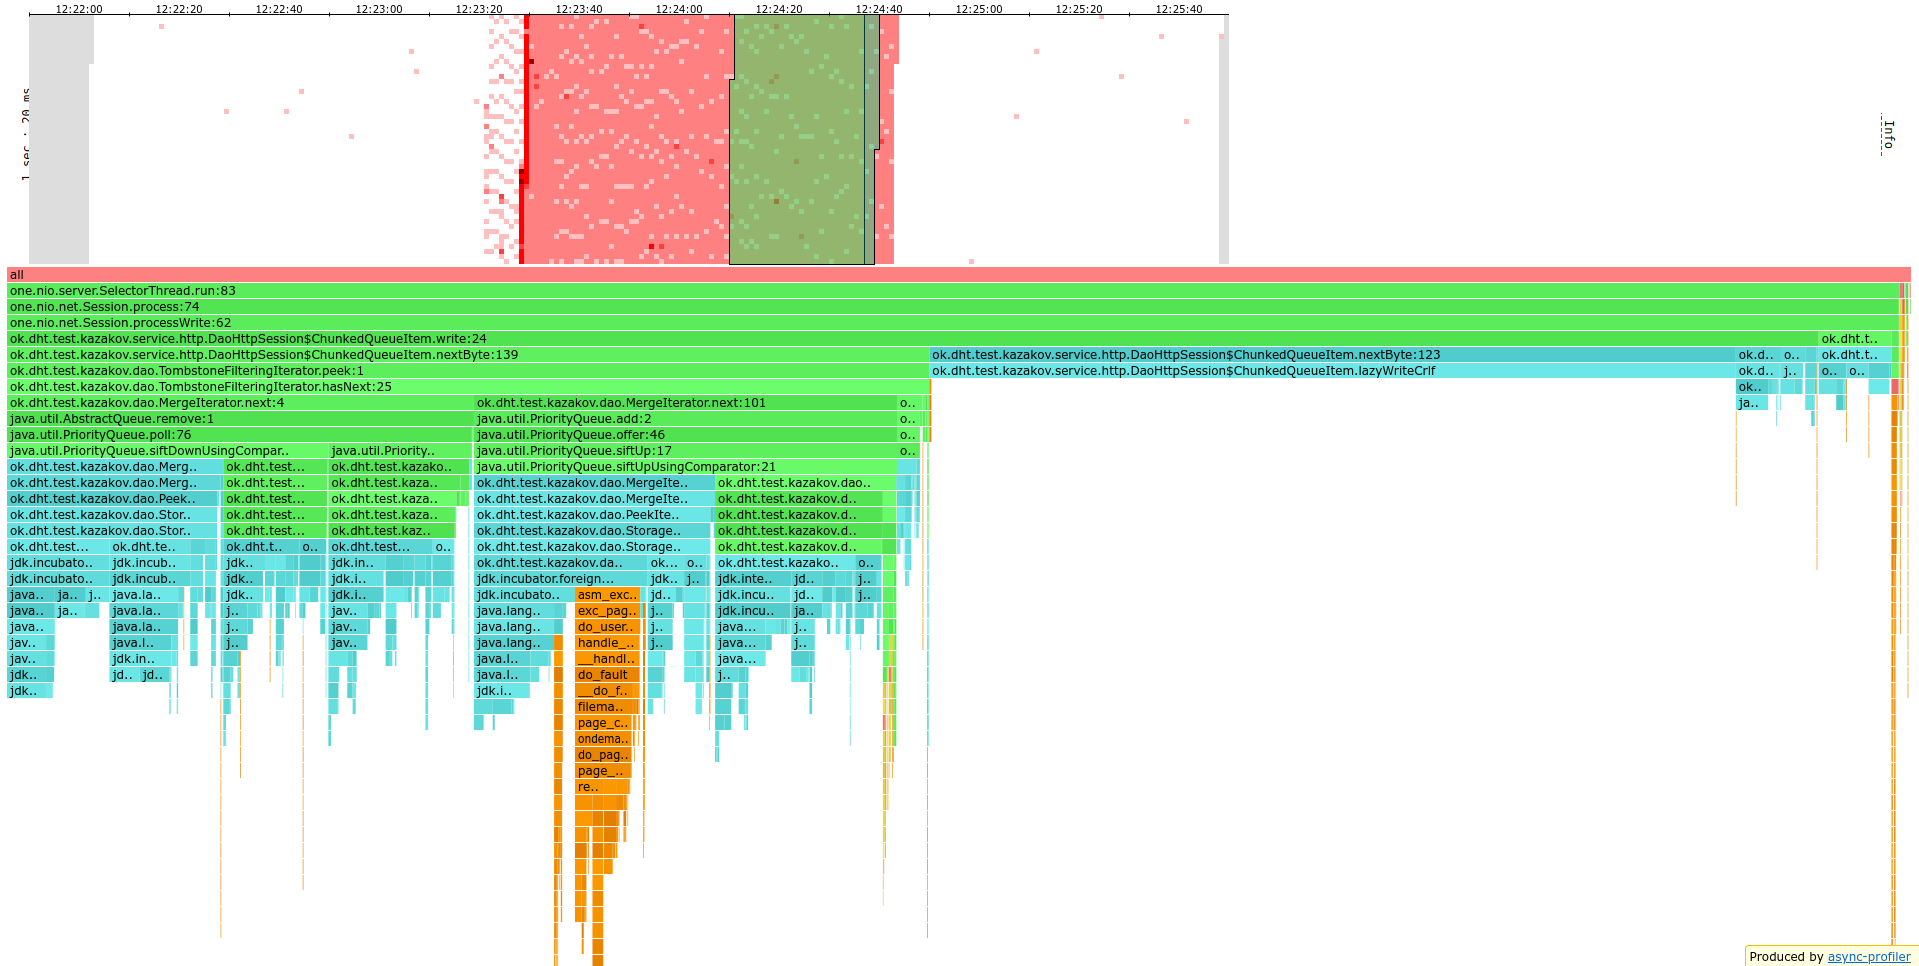 12:22:00 12:22:20 12:22:40 12:23:00 12:23:20 12:23:40 12:24:00 12:24:20 12:24:40 12:25:00 12:25:20 12:25:40
1 sec : 20 ms
Info
all
one.nio.server.SelectorThread.run:83
one.nio.net.Session.process:74
one.nio.net.Session.processWrite:62
ok.dht.test.kazakov.service.http.DaoHttpSession$ChunkedQueueItem.write:24 ok.dht.t..
ok.dht.test.kazakov.service.http.DaoHttpSession$ChunkedQueueItem.nextByte:139 ok.dht.test.kazakov.service.http.DaoHttpSession$ChunkedQueueItem.nextByte:123 ok.d.. o.. ok.dht.t..
ok.dht.test.kazakov.dao.TombstoneFilteringIterator.peek:1 ok.dht.test.kazakov.service.http.DaoHttpSession$ChunkedQueueItem.lazyWriteCrlf ok.d.. j.. o.. o..
ok.dht.test.kazakov.dao.TombstoneFilteringIterator.hasNext:25 ok..
ok.dht.test.kazakov.dao.MergeIterator.next:4 ok.dht.test.kazakov.dao.MergeIterator.next:101 o.. ja..
java.util.AbstractQueue.remove:1 java.util.PriorityQueue.add:2 o..
java.util.PriorityQueue.poll:76 java.util.PriorityQueue.offer:46 o..
java.util.PriorityQueue.siftDownUsingCompar.. java.util.Priority.. java.util.PriorityQueue.siftUp:17 o..
ok.dht.test.kazakov.dao.Merg.. ok.dht.test... ok.dht.test.kazako.. java.util.PriorityQueue.siftUpUsingComparator:21
ok.dht.test.kazakov.dao.Merg.. ok.dht.test... ok.dht.test.kaza.. ok.dht.test.kazakov.dao.MergeIte.. ok.dht.test.kazakov.dao..
ok.dht.test.kazakov.dao.Peek.. ok.dht.test... ok.dht.test.kaza.. ok.dht.test.kazakov.dao.MergeIte.. ok.dht.test.kazakov.d..
ok.dht.test.kazakov.dao.Stor.. ok.dht.test... ok.dht.test.kaza.. ok.dht.test.kazakov.dao.PeekIte.. ok.dht.test.kazakov.d..
ok.dht.test.kazakov.dao.Stor.. ok.dht.test... ok.dht.test.kaz.. ok.dht.test.kazakov.dao.Storage.. ok.dht.test.kazakov.d..
ok.dht.test... ok.dht.te.. ok.dht.t.. o.. ok.dht.test... o.. ok.dht.test.kazakov.dao.Storage.. ok.dht.test.kazakov.d..
jdk.incubato.. jdk.incub.. jdk.. jdk.in.. ok.dht.test.kazakov.da.. ok... o.. ok.dht.test.kazako.. o..
jdk.incubato.. jdk.incub.. jdk.. jdk.i.. jdk.incubator.foreign... jdk.. j.. jdk.inte.. jd.. j..
java.. ja.. j.. java.la.. jdk.. jdk.i.. jdk.incubato.. asm_exc.. jd.. jdk.incu.. jd.. j..
java.. ja.. java.la.. j.. jav.. java.lang.. exc_pag.. j.. jdk.incu.. ja..
java.. java.la.. j.. jav.. java.lang.. do_user.. j.. java... j..
jav.. java.l.. j.. jav.. java.lang.. handle_.. j.. java... j..
jav.. jdk.in.. java.l.. __handl.. java...
jdk.. jd.. jd.. java.l.. do_fault j..
jdk.. jdk.i.. __do_f..
filema..
page_c..
ondema..
do_pag..
page_..
re..
Produced by async-profiler